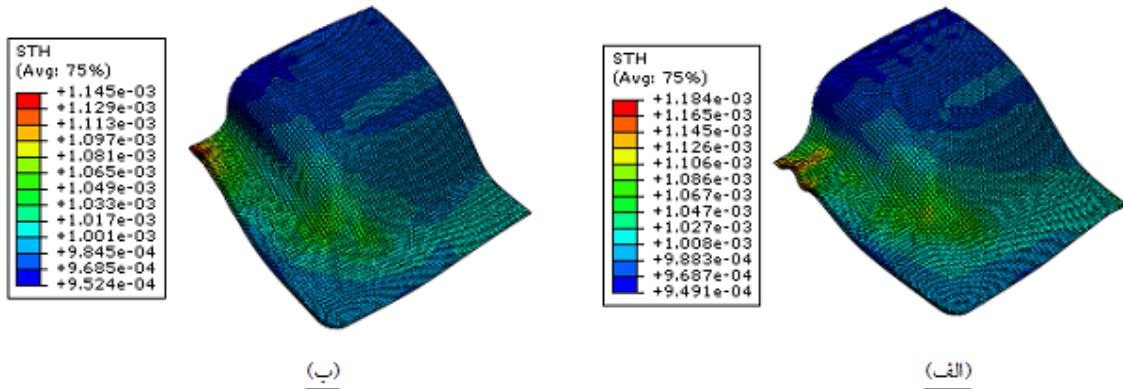 STH
(Avg: 75%)
+1.145e-03
+1.129e-03
+1.113e-03
+1.097e-03
+1.081e-03
+1.065e-03
+1.049e-03
+1.033e-03
+1.017e-03
+1.001e-03
+9.845e-04
+9.685e-04
+9.524e-04
(ب)
STH
(Avg: 75%)
+1.184e-03
+1.165e-03
+1.145e-03
+1.126e-03
+1.106e-03
+1.086e-03
+1.067e-03
+1.047e-03
+1.027e-03
+1.008e-03
+9.883e-04
+9.687e-04
+9.491e-04
(الف)